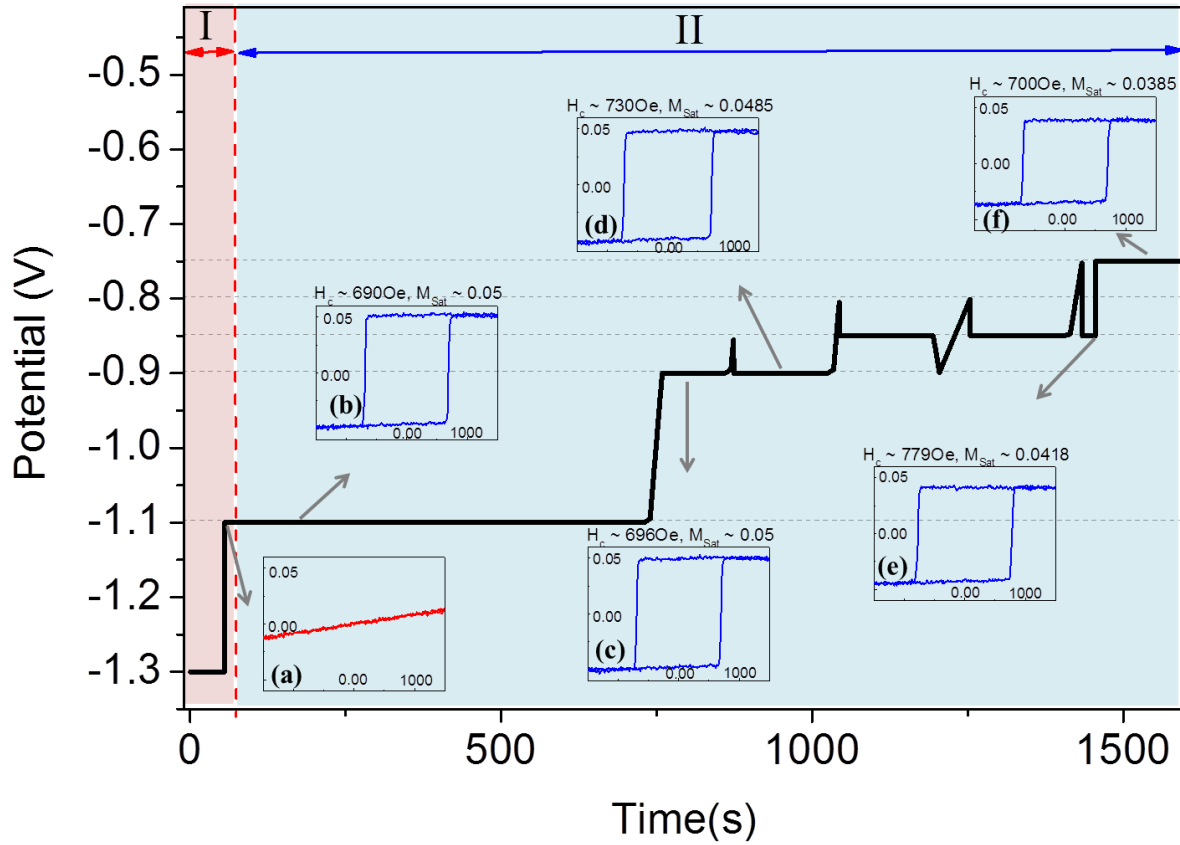 I II
-0.5
-0.6
-0.7
-0.8
-0.9
-1.0
-1.1
-1.2
-1.3
Potential (V)
H_c ~ 690Oe, M_Sat ~ 0.05
0.05
0.00
(b)
0.00 1000
0.05
0.00
(a)
0.00 1000
H_c ~ 730Oe, M_Sat ~ 0.0485
0.05
0.00
(d)
0.00 1000
H_c ~ 696Oe, M_Sat ~ 0.05
0.05
0.00
(c)
0.00 1000
H_c ~ 700Oe, M_Sat ~ 0.0385
0.05
0.00
(f)
0.00 1000
H_c ~ 779Oe, M_Sat ~ 0.0418
0.05
0.00
(e)
0.00 1000
0 500 1000 1500
Time(s)